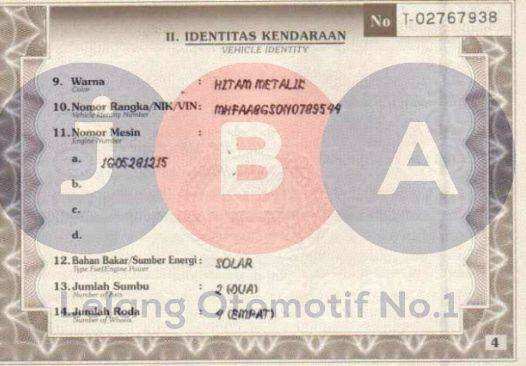 No T-02767938
II. IDENTITAS KENDARAAN
VEHICLE IDENTITY
9. Warna : HITAM METALIK
Color
10. Nomor Rangka/NIK/VIN : MHFAA8GS0N0789544
Vehicle Identity Number
11. Nomor Mesin :
Engine Number
a. 1GD5281215
b.
c.
d.
12. Bahan Bakar/Sumber Energi : SOLAR
Type Fuel/Engine Power
13. Jumlah Sumbu : 2 (DUA)
Number of Axis
14. Jumlah Roda : 4 (EMPAT)
Number of Wheels
JBA
Lelang Otomotif No.1
4